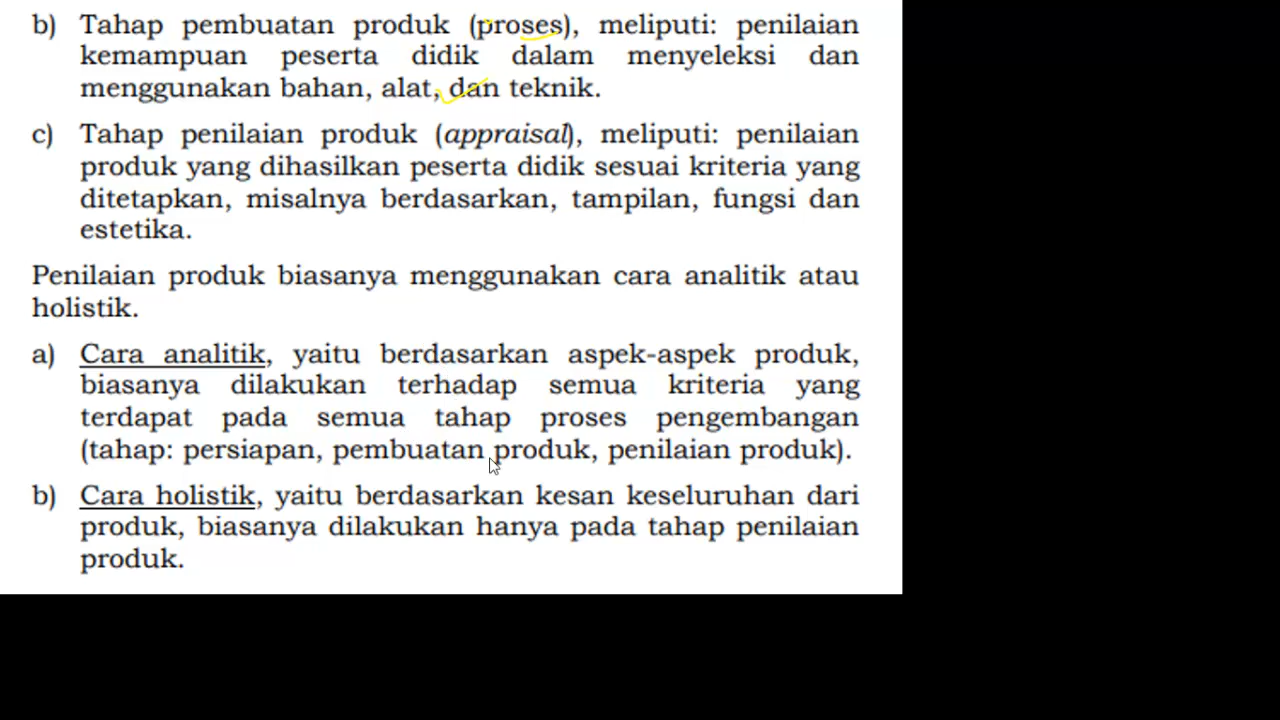 b) Tahap pembuatan produk (proses), meliputi: penilaian
kemampuan peserta didik dalam menyeleksi dan
menggunakan bahan, alat, dan teknik.
c) Tahap penilaian produk (appraisal), meliputi: penilaian
produk yang dihasilkan peserta didik sesuai kriteria yang
ditetapkan, misalnya berdasarkan, tampilan, fungsi dan
estetika.
Penilaian produk biasanya menggunakan cara analitik atau
holistik.
a) Cara analitik, yaitu berdasarkan aspek-aspek produk,
biasanya dilakukan terhadap semua kriteria yang
terdapat pada semua tahap proses pengembangan
(tahap: persiapan, pembuatan produk, penilaian produk).
b) Cara holistik, yaitu berdasarkan kesan keseluruhan dari
produk, biasanya dilakukan hanya pada tahap penilaian
produk.